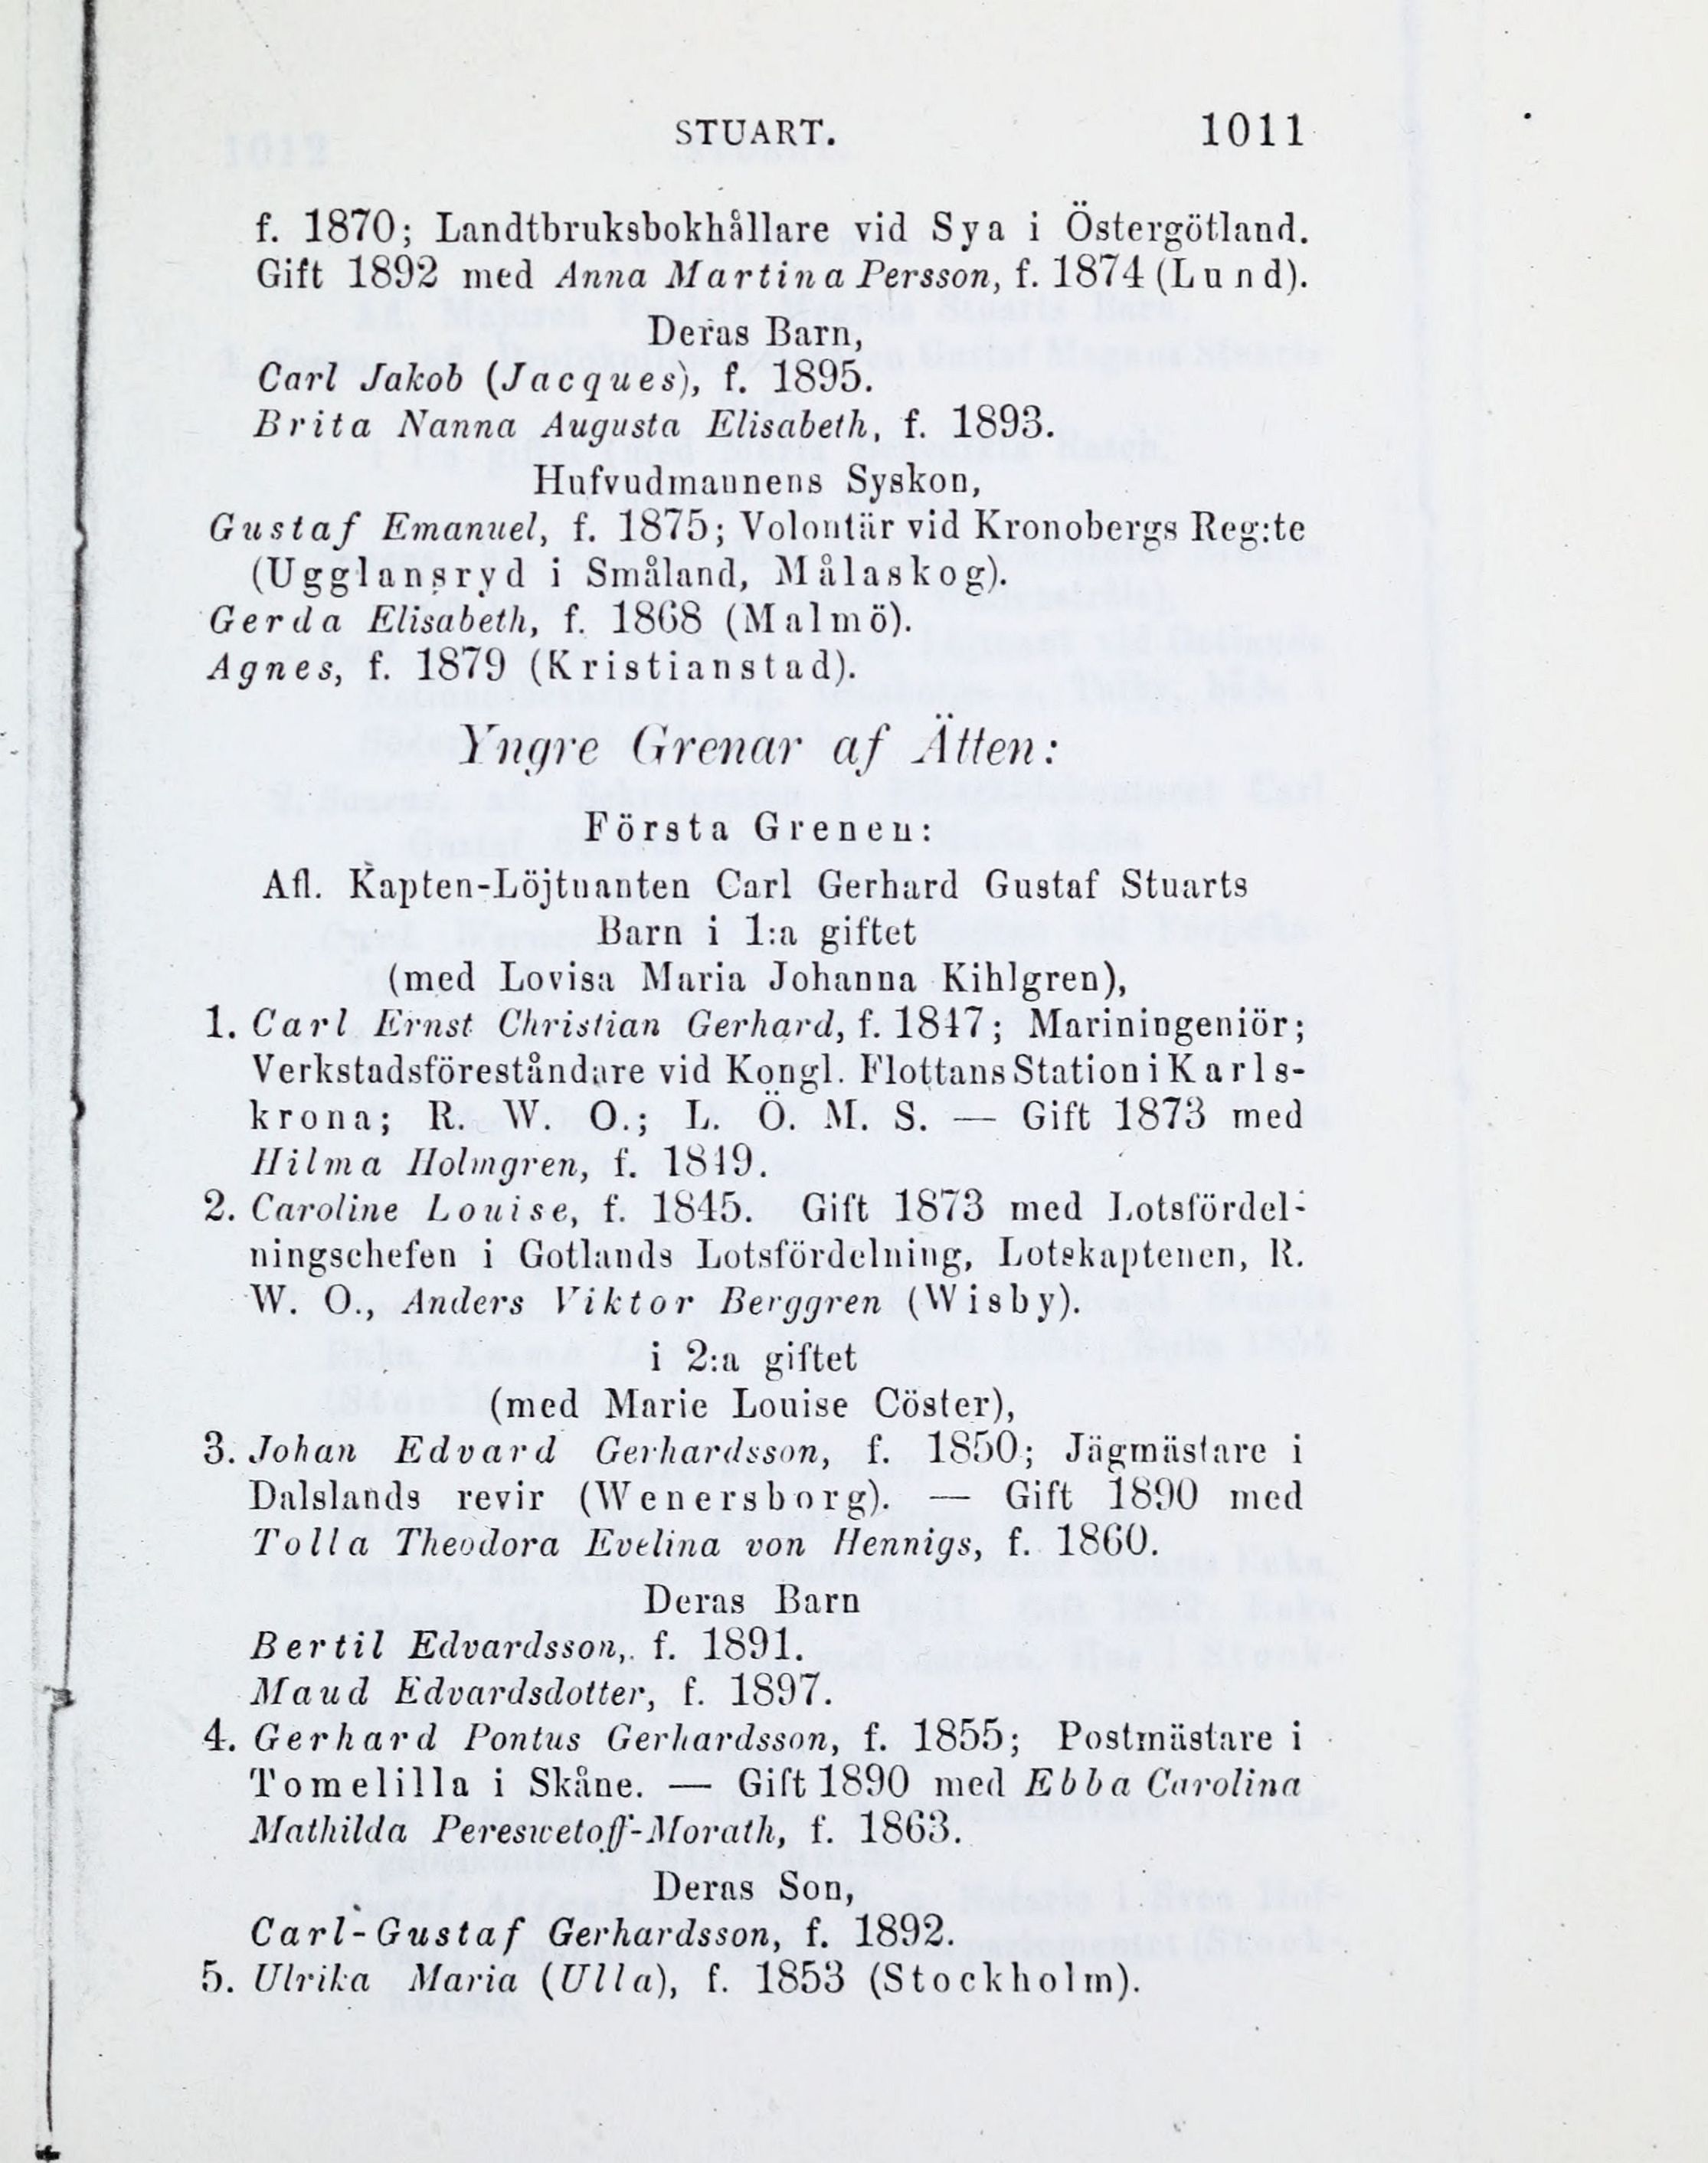 STUART. 1011
f. 1870; Landtbruksbokhållare vid Sya i Östergötland.
Gift 1892 med Anna Martina Persson, f. 1874 (Lund).
Deras Barn,
Carl Jakob (Jacques), f. 1895.
Brita Nanna Augusta Elisabeth, f. 1893.
Hufvudmannens Syskon,
Gustaf Emanuel, f. 1875; Volontär vid Kronobergs Reg:te
(Ugglansryd i Småland, Målaskog).
Gerda Elisabeth, f. 1868 (Malmö).
Agnes, f. 1879 (Kristianstad).
Yngre Grenar af Ätten:
Första Grenen:
Afl. Kapten-Löjtnanten Carl Gerhard Gustaf Stuarts
Barn i 1:a giftet
(med Lovisa Maria Johanna Kihlgren),
1. Carl Ernst Christian Gerhard, f. 1847; Mariningeniör;
Verkstadsföreståndare vid Kongl. Flottans Station i Karls-
krona; R. W. O.; L. Ö. M. S. — Gift 1873 med
Hilma Holmgren, f. 1849.
2. Caroline Louise, f. 1845. Gift 1873 med Lotsfördel-
ningschefen i Gotlands Lotsfördelning, Lotskaptenen, R.
W. O., Anders Viktor Berggren (Wisby).
i 2:a giftet
(med Marie Louise Cöster),
3. Johan Edvard Gerhardsson, f. 1850; Jägmästare i
Dalslands revir (Wenersborg). — Gift 1890 med
Tolla Theodora Evelina von Hennigs, f. 1860.
Deras Barn
Bertil Edvardsson, f. 1891.
Maud Edvardsdotter, f. 1897.
4. Gerhard Pontus Gerhardsson, f. 1855; Postmästare i
Tomelilla i Skåne. — Gift 1890 med Ebba Carolina
Mathilda Pereswetoff-Morath, f. 1863.
Deras Son,
Carl-Gustaf Gerhardsson, f. 1892.
5. Ulrika Maria (Ulla), f. 1853 (Stockholm).